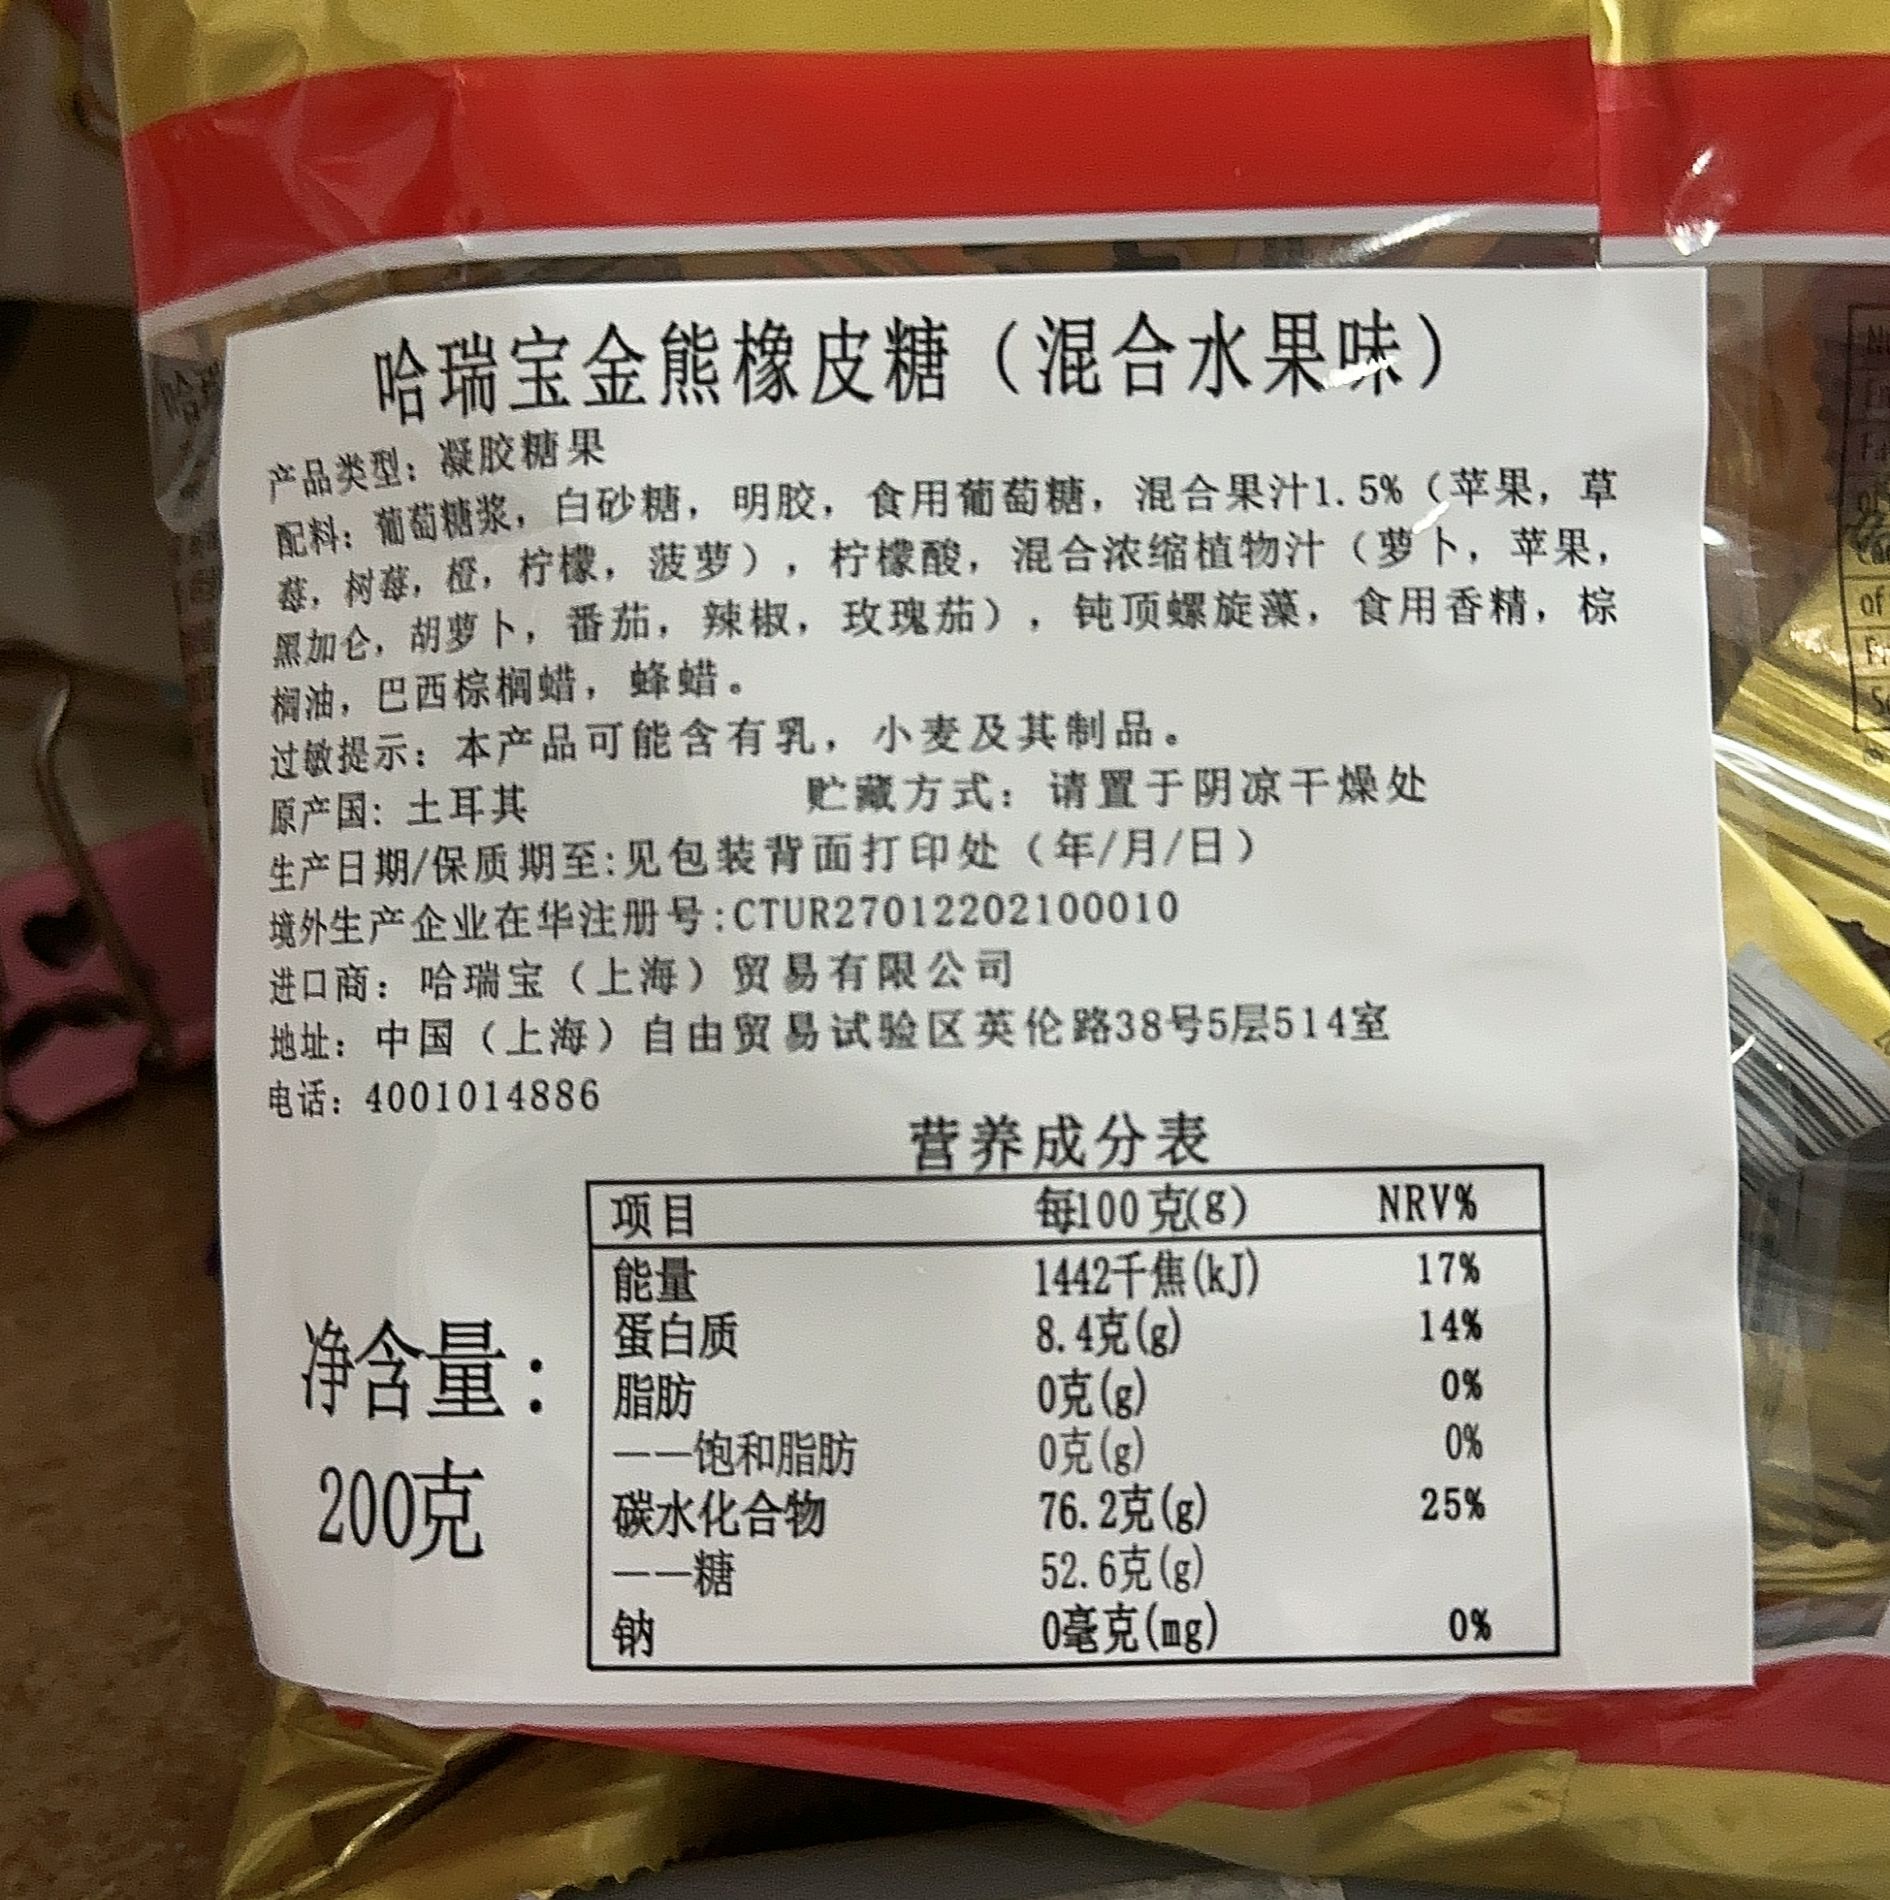 哈瑞宝金熊橡皮糖（混合水果味）
产品类型：凝胶糖果
配料：葡萄糖浆，白砂糖，明胶，食用葡萄糖，混合果汁1.5%（苹果，草
莓，树莓，橙，柠檬，菠萝），柠檬酸，混合浓缩植物汁（萝卜，苹果，
黑加仑，胡萝卜，番茄，辣椒，玫瑰茄），钝顶螺旋藻，食用香精，棕
榈油，巴西棕榈蜡，蜂蜡。
过敏提示：本产品可能含有乳，小麦及其制品。
原产国：土耳其 贮藏方式：请置于阴凉干燥处
生产日期/保质期至:见包装背面打印处（年/月/日）
境外生产企业在华注册号:CTUR27012202100010
进口商：哈瑞宝（上海）贸易有限公司
地址：中国（上海）自由贸易试验区英伦路38号5层514室
电话：4001014886
营养成分表
项目 每100克(g) NRV%
能量 1442千焦(kJ) 17%
蛋白质 8.4克(g) 14%
脂肪 0克(g) 0%
——饱和脂肪 0克(g) 0%
碳水化合物 76.2克(g) 25%
——糖 52.6克(g)
钠 0毫克(mg) 0%
净含量：
200克
of